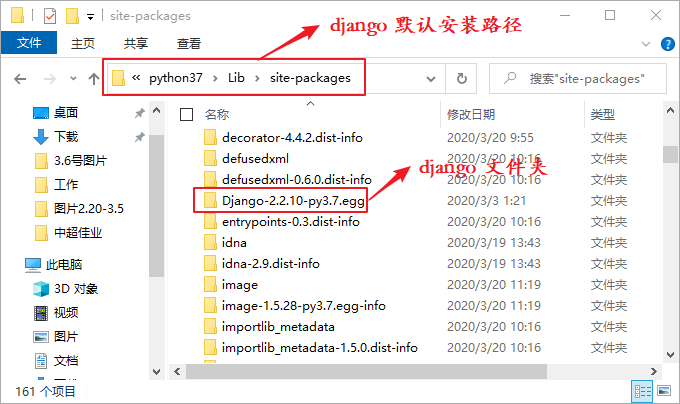 site-packages
django 默认安装路径
文件 主页 共享 查看
« python37 › Lib › site-packages
搜索"site-packages"
名称 修改日期 类型
桌面
下载
3.6号图片
工作
图片2.20-3.5
中超佳业
此电脑
3D 对象
视频
图片
文档
decorator-4.4.2.dist-info 2020/3/20 9:55 文件夹
defusedxml 2020/3/20 10:16 文件夹
django 文件夹
defusedxml-0.6.0.dist-info 2020/3/20 10:16 文件夹
Django-2.2.10-py3.7.egg 2020/3/3 1:21 文件夹
entrypoints-0.3.dist-info 2020/3/20 10:16 文件夹
idna 2020/3/19 13:43 文件夹
idna-2.9.dist-info 2020/3/19 13:43 文件夹
image 2020/3/20 11:19 文件夹
image-1.5.28-py3.7.egg-info 2020/3/20 11:19 文件夹
importlib_metadata 2020/3/20 10:16 文件夹
importlib_metadata-1.5.0.dist-info 2020/3/20 10:16 文件夹
161 个项目